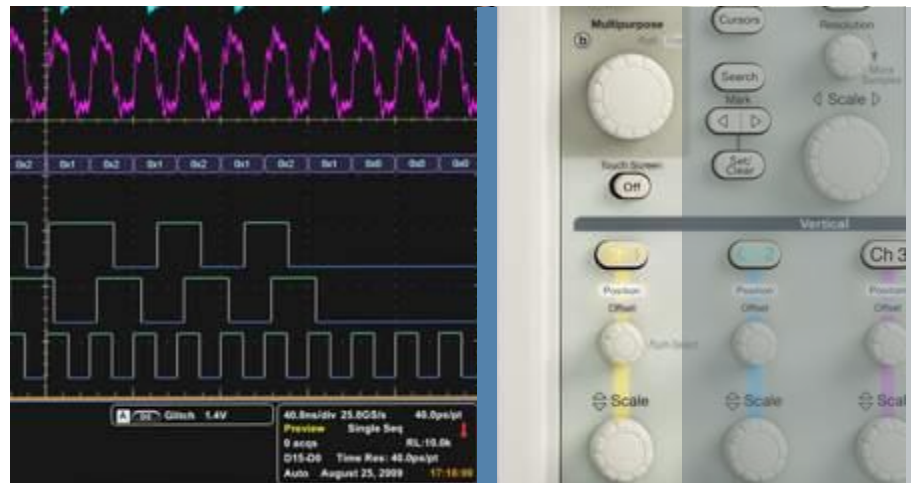 0x2 0x1 0x2 0x1 0x2 0x1 0x2 0x1 0x0 0x0 0x0
A Glitch 1.4V
40.0ns/div 25.0GS/s 40.0ps/pt
Preview Single Seq
0 acqs RL:10.0k
D15-D0 Time Res: 40.0ps/pt
Auto August 25, 2009
Multipurpose
b
Cursors
Resolution
Search
More
Samples
Mark
Scale
Touch Screen
Off
Set/
Clear
Vertical
1
2
Ch 3
Position
Position
Position
Offset
Offset
Offset
Scale
Scale
Scal